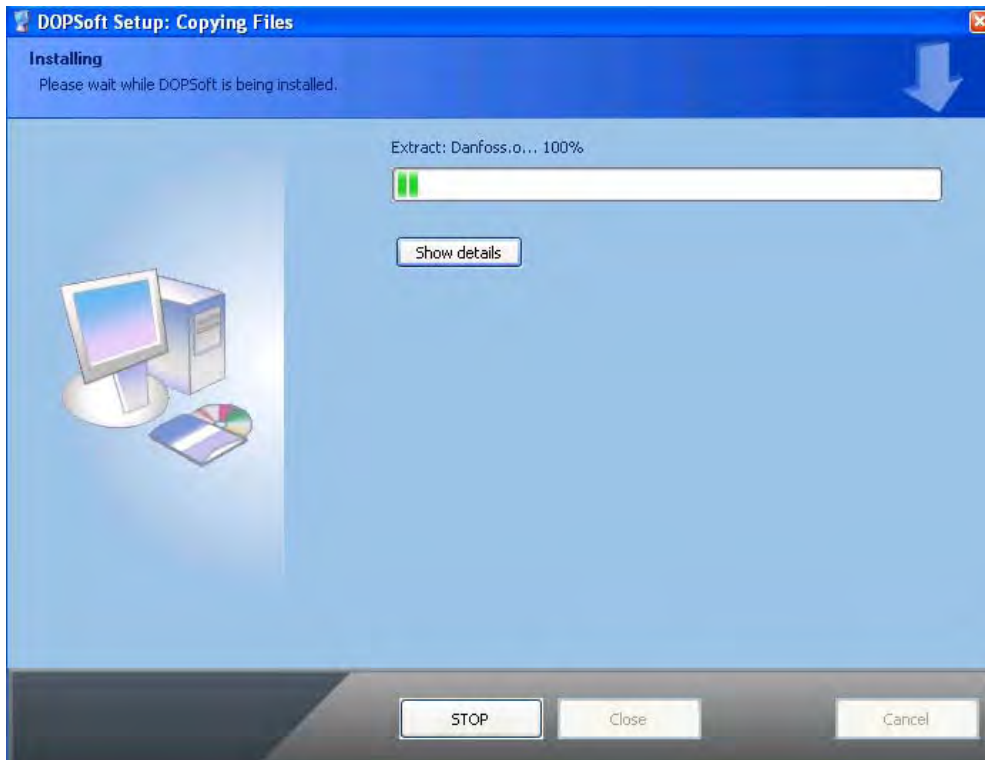 DOPSoft Setup: Copying Files
Installing
Please wait while DOPSoft is being installed.
Extract: Danfoss.o... 100%
Show details
STOP
Close
Cancel